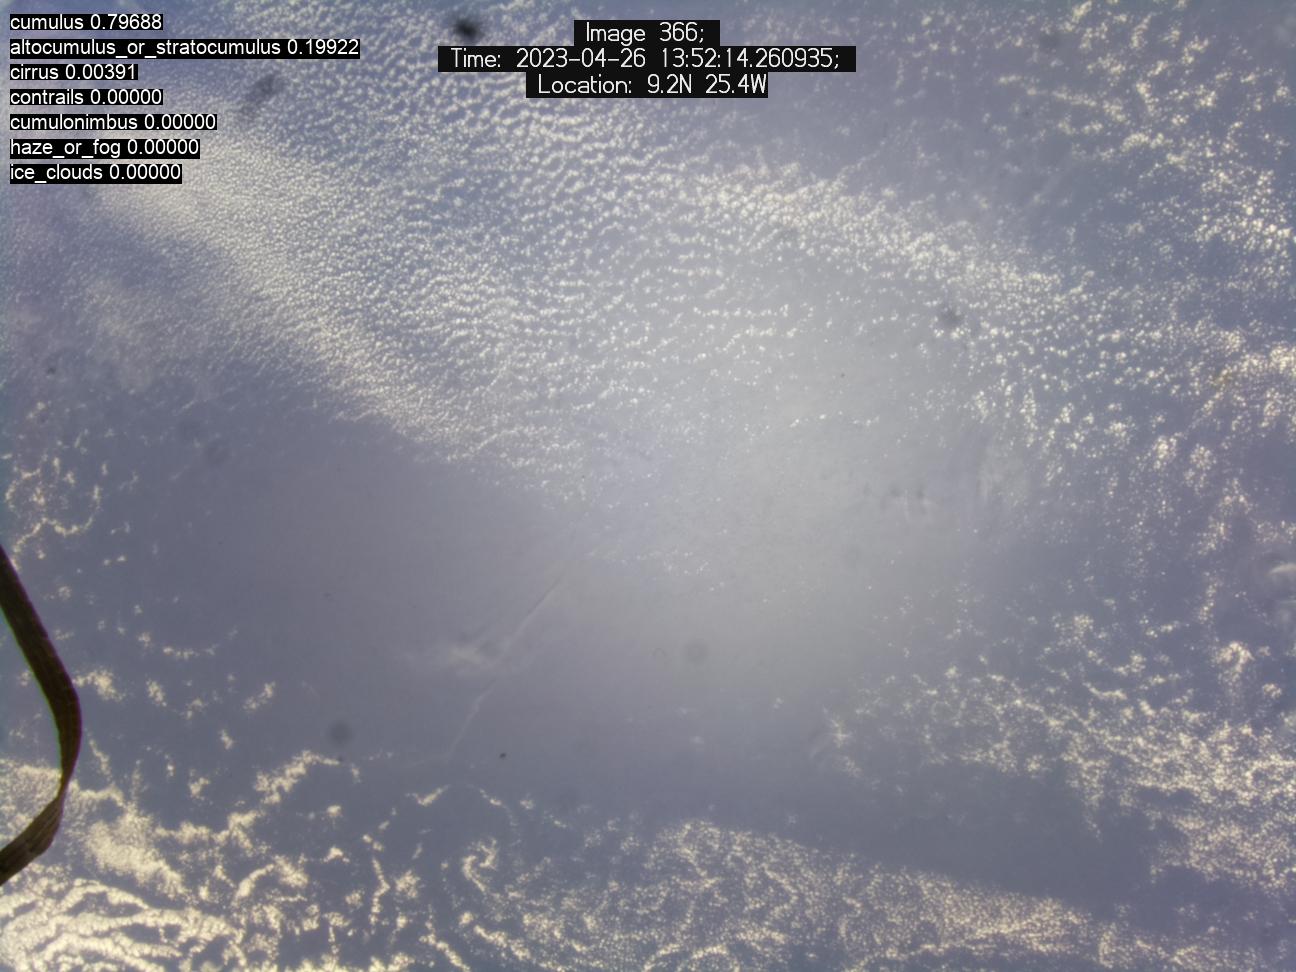 cumulus 0.79688
altocumulus_or_stratocumulus 0.19922
cirrus 0.00391
contrails 0.00000
cumulonimbus 0.00000
haze_or_fog 0.00000
ice_clouds 0.00000
Image 366;
Time: 2023-04-26 13:52:14.260935;
Location: 9.2N 25.4W